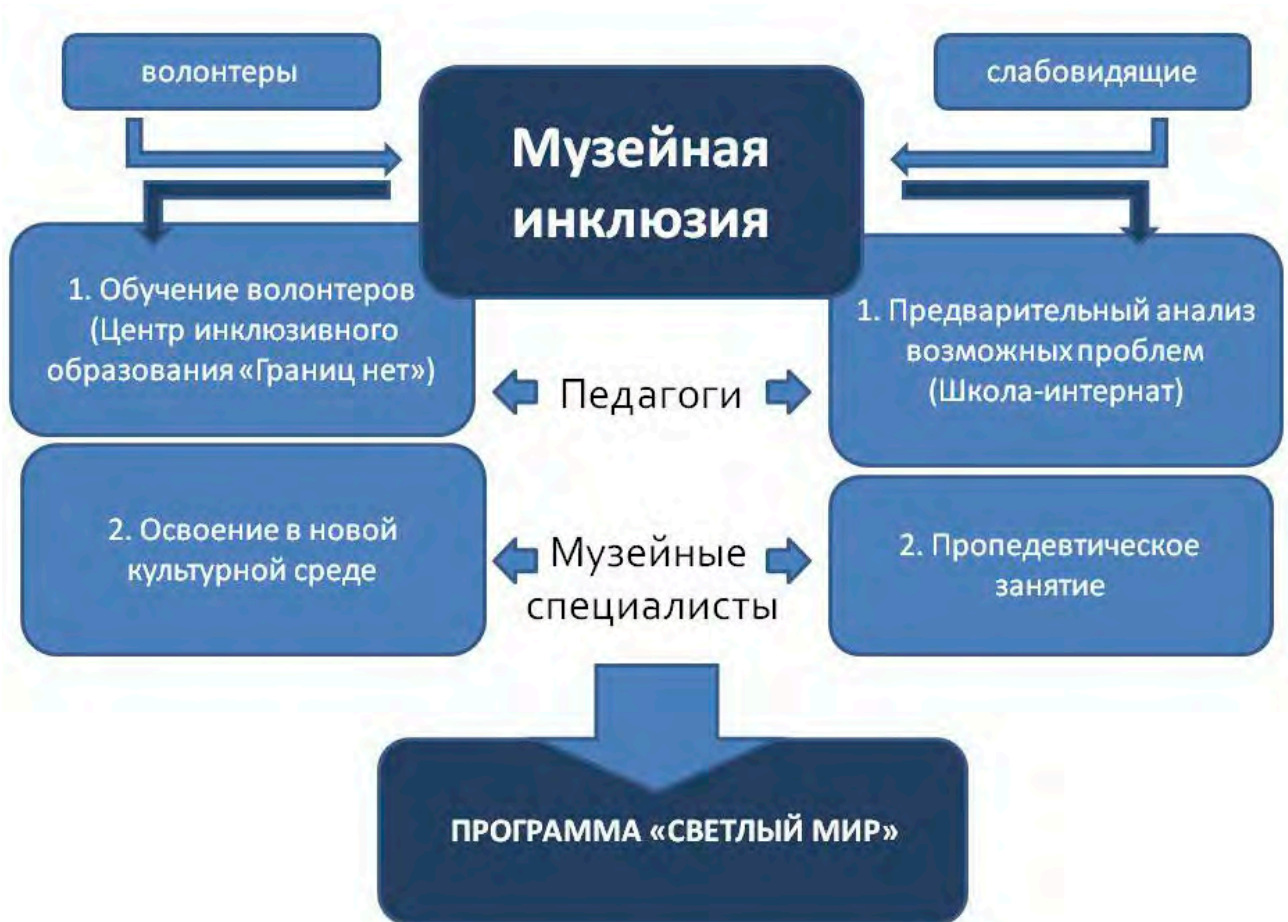 волонтеры
слабовидящие
Музейная
инклюзия
1. Обучение волонтеров
(Центр инклюзивного
образования «Границ нет»)
1. Предварительный анализ
возможных проблем
(Школа-интернат)
Педагоги
2. Освоение в новой
культурной среде
Музейные
специалисты
2. Пропедевтическое
занятие
ПРОГРАММА «СВЕТЛЫЙ МИР»